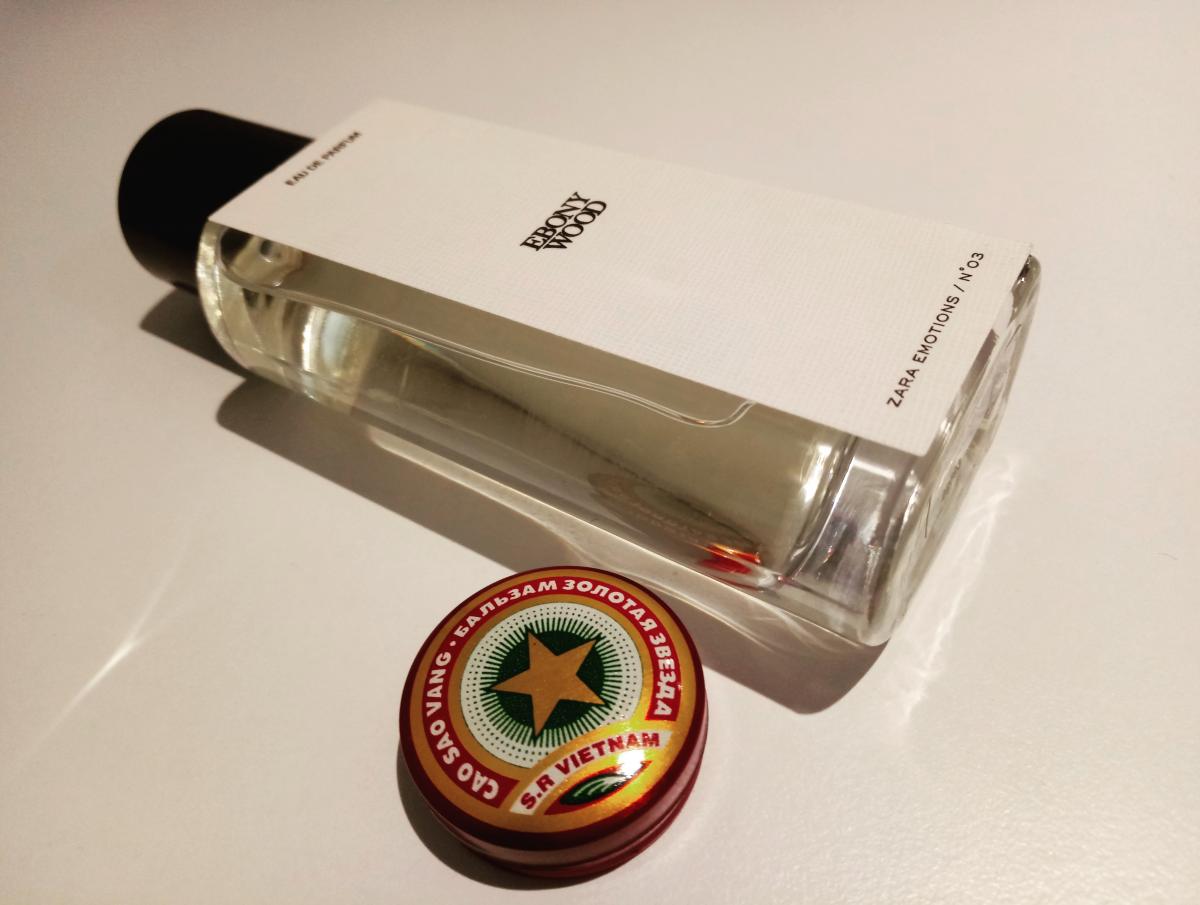 EAU DE PARFUM
EBONY
WOOD
ZARA EMOTIONS / N°03
CAO SAO VANG · БАЛЬЗАМ ЗОЛОТАЯ ЗВЕЗДА
S.R VIETNAM